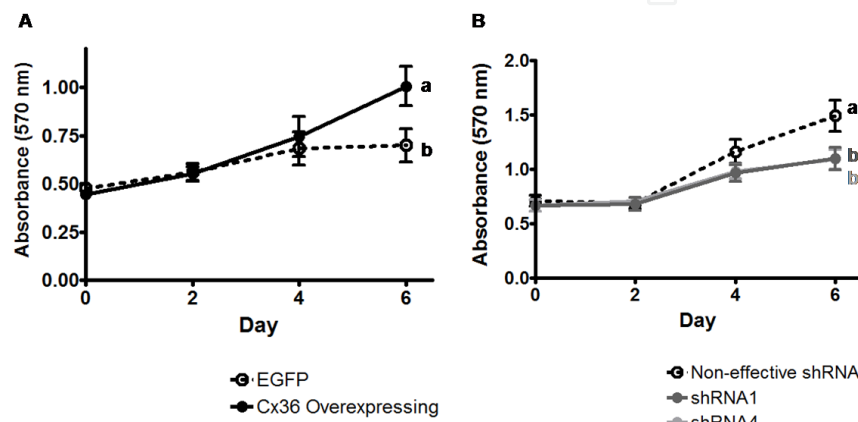 A
Absorbance (570 nm)
1.00
0.75
0.50
0.25
0.00
0 2 4 6
Day
a
b
EGFP
Cx36 Overexpressing
B
Absorbance (570 nm)
2.0
1.5
1.0
0.5
0.0
0 2 4 6
Day
a
b
b
Non-effective shRNA
shRNA1
shRNA4